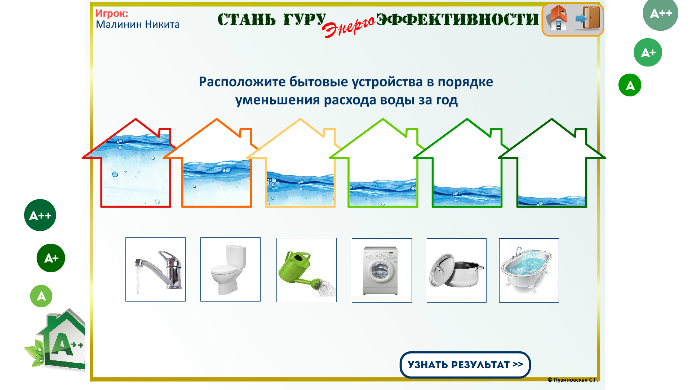 Игрок:
Малинин Никита
СТАНЬ ГУРУ Энерго ЭФФЕКТИВНОСТИ
A++
A+
A
Расположите бытовые устройства в порядке
уменьшения расхода воды за год
A++
A+
A
A++
УЗНАТЬ РЕЗУЛЬТАТ >>